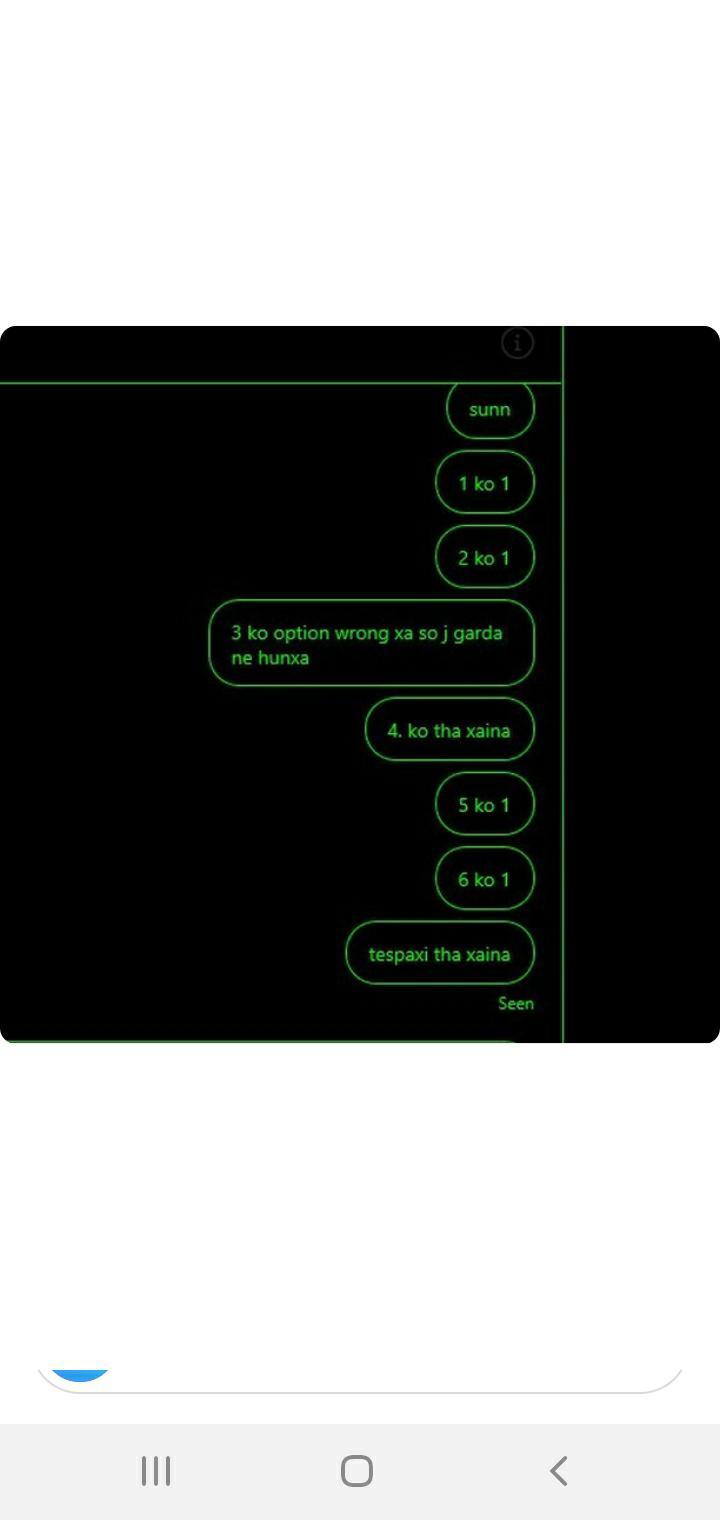 sunn
1 ko 1
2 ko 1
3 ko option wrong xa so j garda
ne hunxa
4. ko tha xaina
5 ko 1
6 ko 1
tespaxi tha xaina
Seen